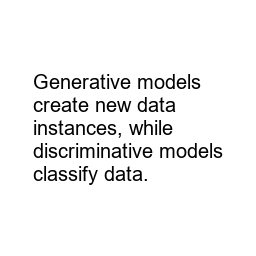 Generative models
create new data
instances, while
discriminative models
classify data.